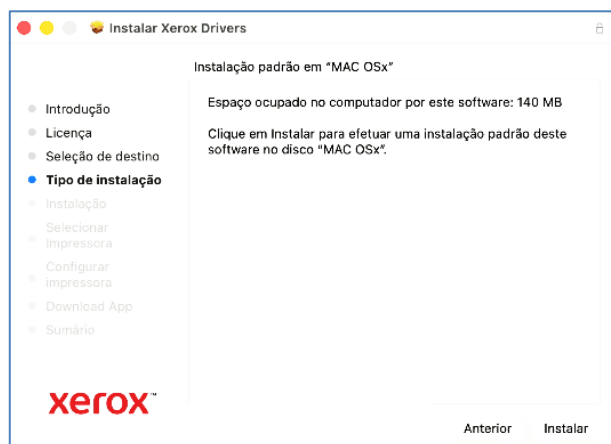 Instalar Xerox Drivers
Instalação padrão em “MAC OSx”
Introdução
Licença
Seleção de destino
Tipo de instalação
Instalação
Selecionar
Impressora
Configurar
impressora
Download App
Sumário
Espaço ocupado no computador por este software: 140 MB
Clique em Instalar para efetuar uma instalação padrão deste
software no disco “MAC OSx”.
xerox™
Anterior Instalar